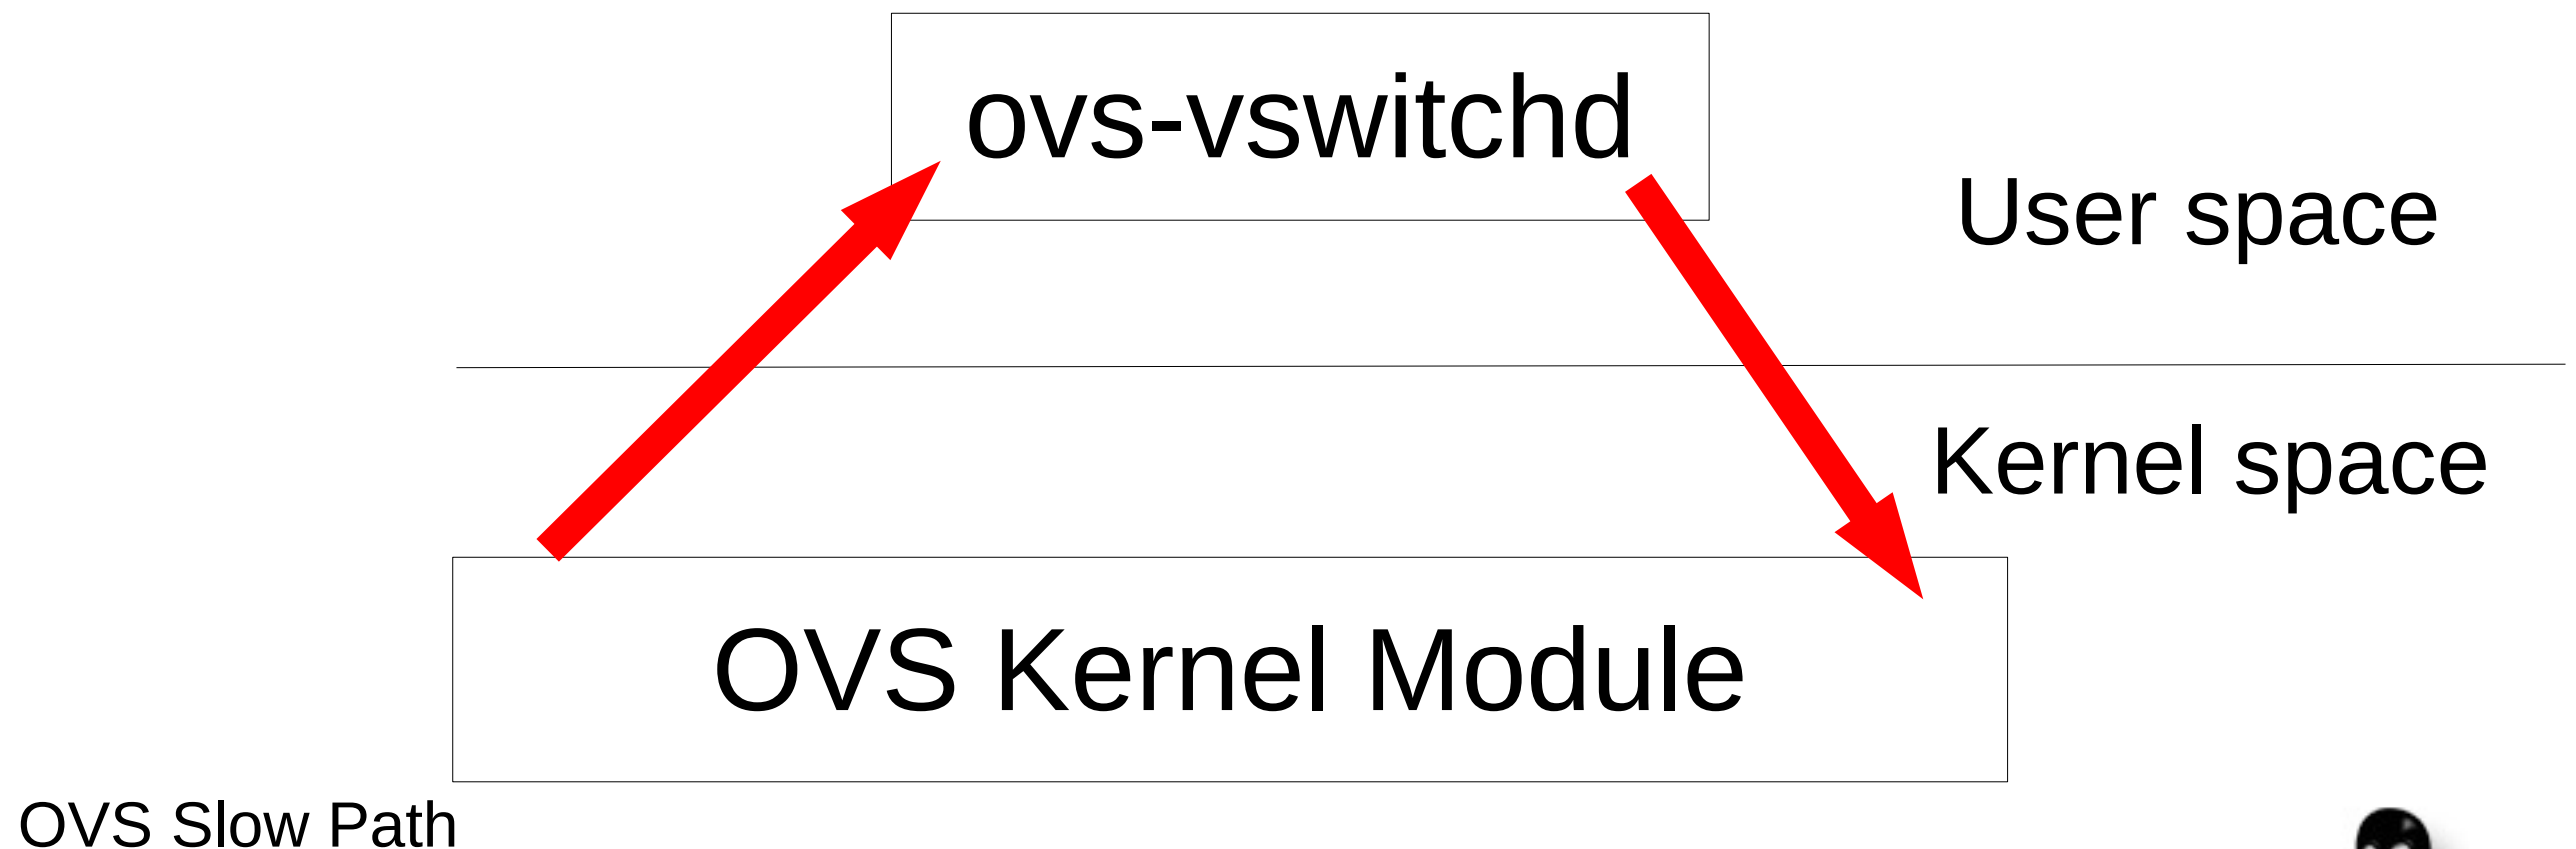 ovs-vswitchd
User space
Kernel space
OVS Kernel Module
OVS Slow Path